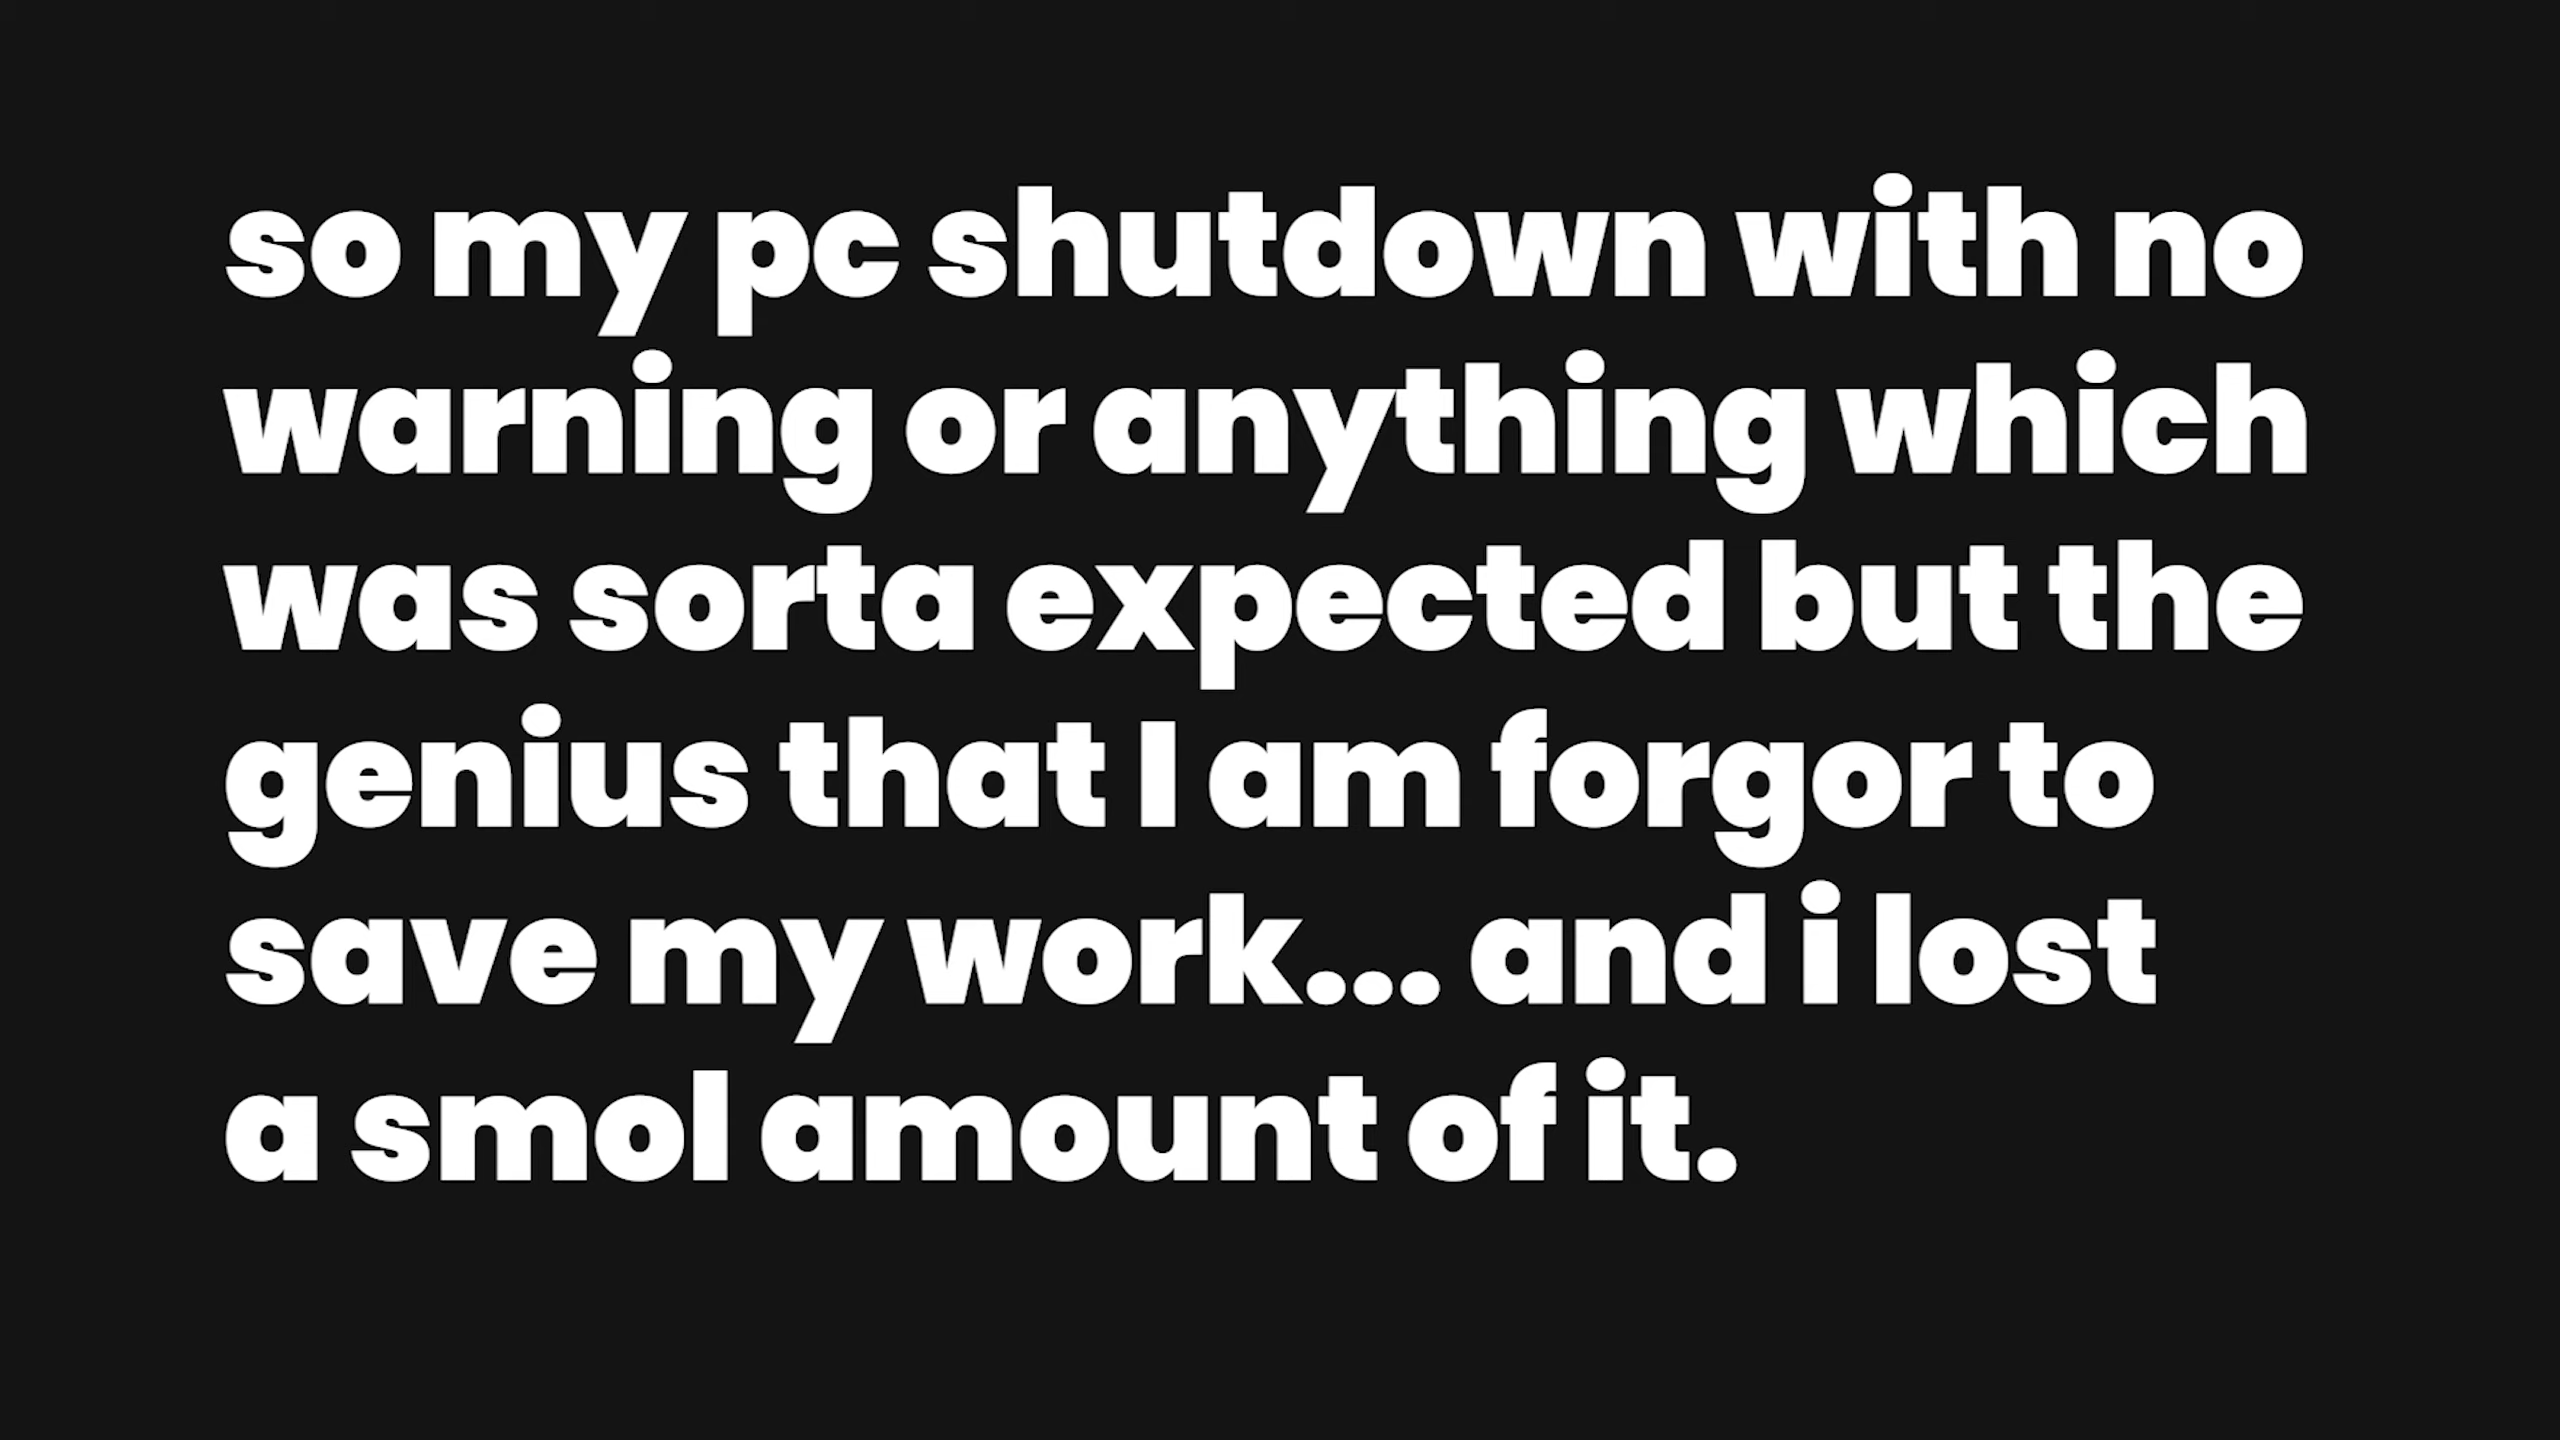 so my pc shutdown with no
warning or anything which
was sorta expected but the
genius that I am forgor to
save my work... and i lost
a smol amount of it.